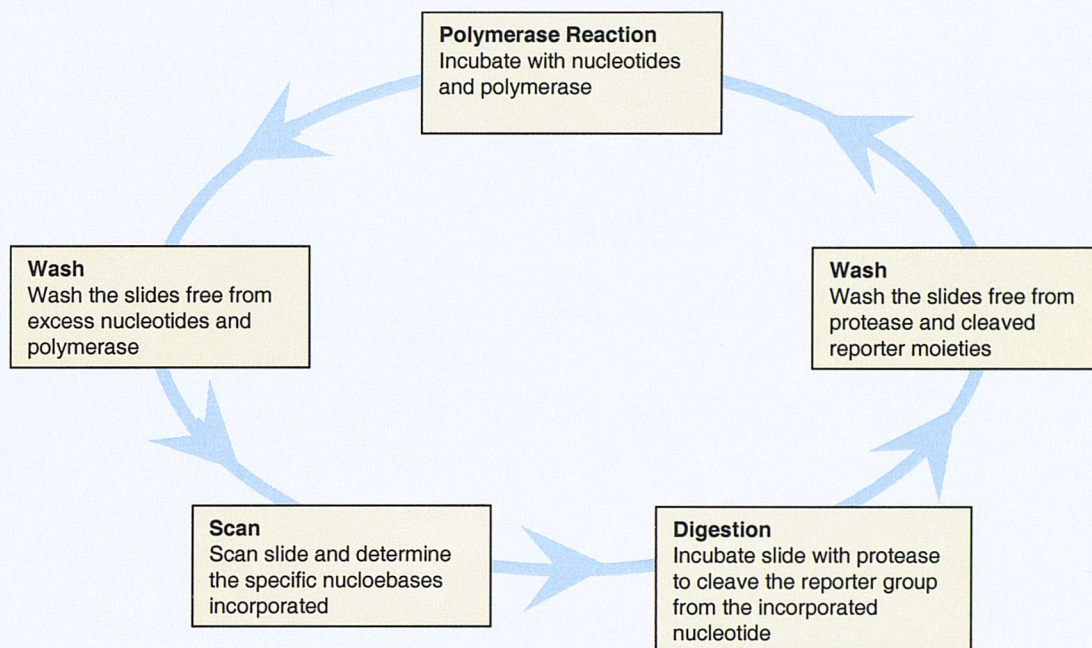 Polymerase Reaction
Incubate with nucleotides
and polymerase
Wash
Wash the slides free from
excess nucleotides and
polymerase
Wash
Wash the slides free from
protease and cleaved
reporter moieties
Scan
Scan slide and determine
the specific nucloebases
incorporated
Digestion
Incubate slide with protease
to cleave the reporter group
from the incorporated
nucleotide